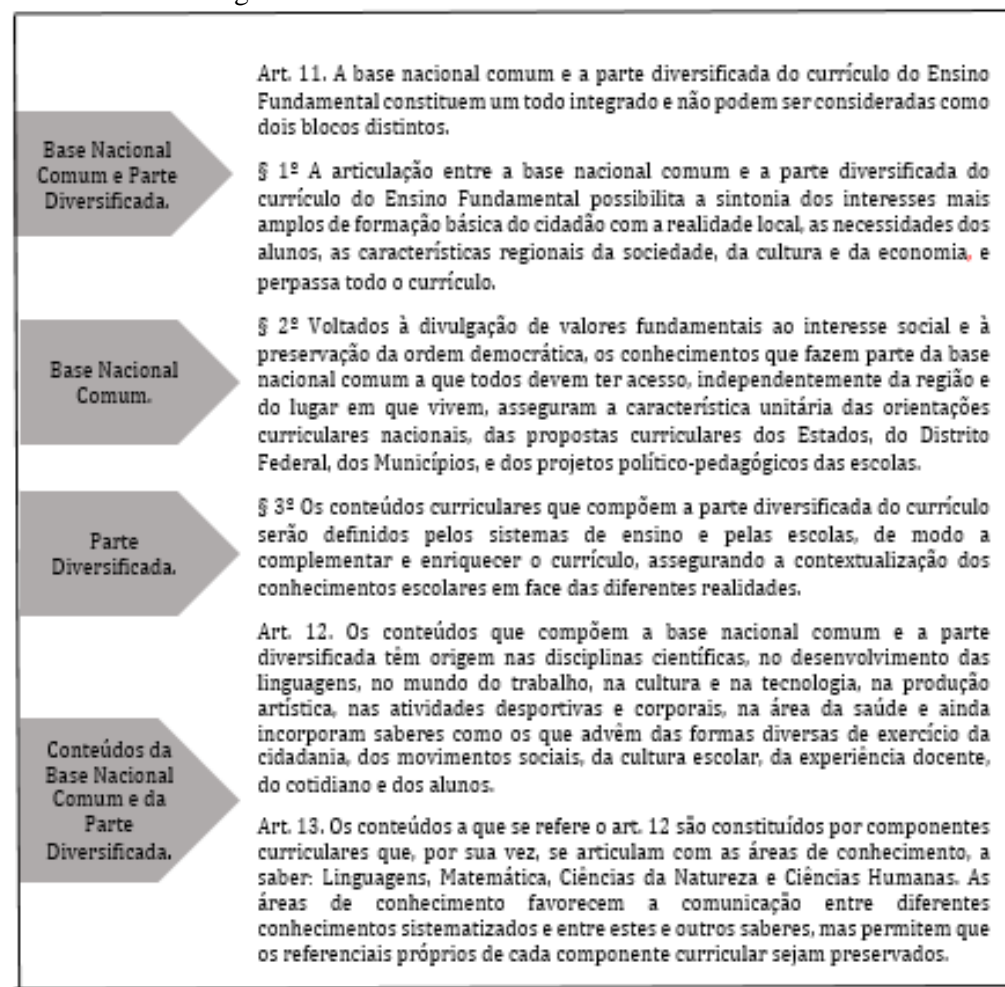 Art. 11. A base nacional comum e a parte diversificada do currículo do Ensino
Fundamental constituem um todo integrado e não podem ser consideradas como
dois blocos distintos.
Base Nacional
Comum e Parte
Diversificada.
§ 1º A articulação entre a base nacional comum e a parte diversificada do
currículo do Ensino Fundamental possibilita a sintonia dos interesses mais
amplos de formação básica do cidadão com a realidade local, as necessidades dos
alunos, as características regionais da sociedade, da cultura e da economia, e
perpassa todo o currículo.
Base Nacional
Comum.
§ 2º Voltados à divulgação de valores fundamentais ao interesse social e à
preservação da ordem democrática, os conhecimentos que fazem parte da base
nacional comum a que todos devem ter acesso, independentemente da região e
do lugar em que vivem, asseguram a característica unitária das orientações
curriculares nacionais, das propostas curriculares dos Estados, do Distrito
Federal, dos Municípios, e dos projetos político-pedagógicos das escolas.
Parte
Diversificada.
§ 3º Os conteúdos curriculares que compõem a parte diversificada do currículo
serão definidos pelos sistemas de ensino e pelas escolas, de modo a
complementar e enriquecer o currículo, assegurando a contextualização dos
conhecimentos escolares em face das diferentes realidades.
Conteúdos da
Base Nacional
Comum e da
Parte
Diversificada.
Art. 12. Os conteúdos que compõem a base nacional comum e a parte
diversificada têm origem nas disciplinas científicas, no desenvolvimento das
linguagens, no mundo do trabalho, na cultura e na tecnologia, na produção
artística, nas atividades desportivas e corporais, na área da saúde e ainda
incorporam saberes como os que advêm das formas diversas de exercício da
cidadania, dos movimentos sociais, da cultura escolar, da experiência docente,
do cotidiano e dos alunos.
Art. 13. Os conteúdos a que se refere o art. 12 são constituídos por componentes
curriculares que, por sua vez, se articulam com as áreas de conhecimento, a
saber: Linguagens, Matemática, Ciências da Natureza e Ciências Humanas. As
áreas de conhecimento favorecem a comunicação entre diferentes
conhecimentos sistematizados e entre estes e outros saberes, mas permitem que
os referenciais próprios de cada componente curricular sejam preservados.